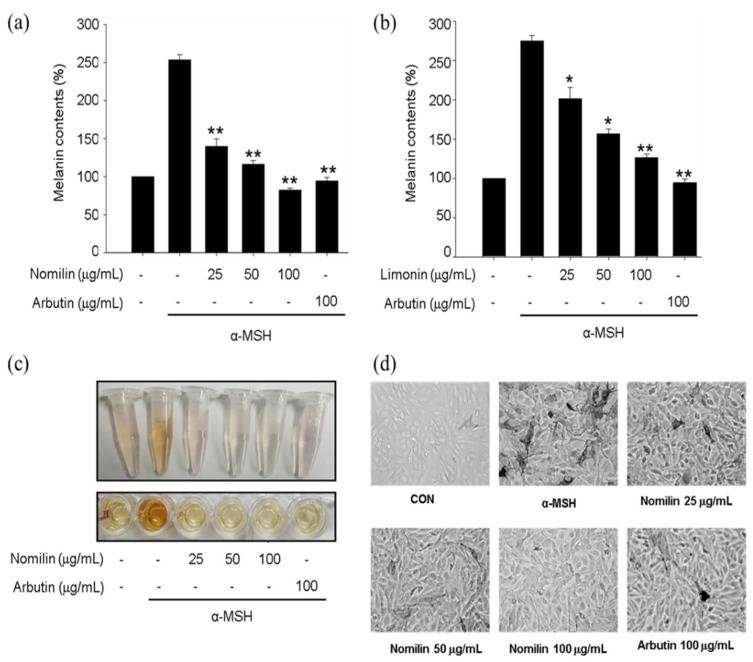 (a)
Melanin contents (%)
300
250
200
150
100
50
0
**
**
**
**
Nomilin (μg/mL) - - 25 50 100 -
Arbutin (μg/mL) - - - - - 100
α-MSH
(b)
Melanin contents (%)
300
250
200
150
100
50
0
*
*
**
**
Limonin (μg/mL) - - 25 50 100 -
Arbutin (μg/mL) - - - - - 100
α-MSH
(c)
Nomilin (μg/mL) - - 25 50 100 -
Arbutin (μg/mL) - - - - - 100
α-MSH
(d)
CON
α-MSH
Nomilin 25 μg/mL
Nomilin 50 μg/mL
Nomilin 100 μg/mL
Arbutin 100 μg/mL